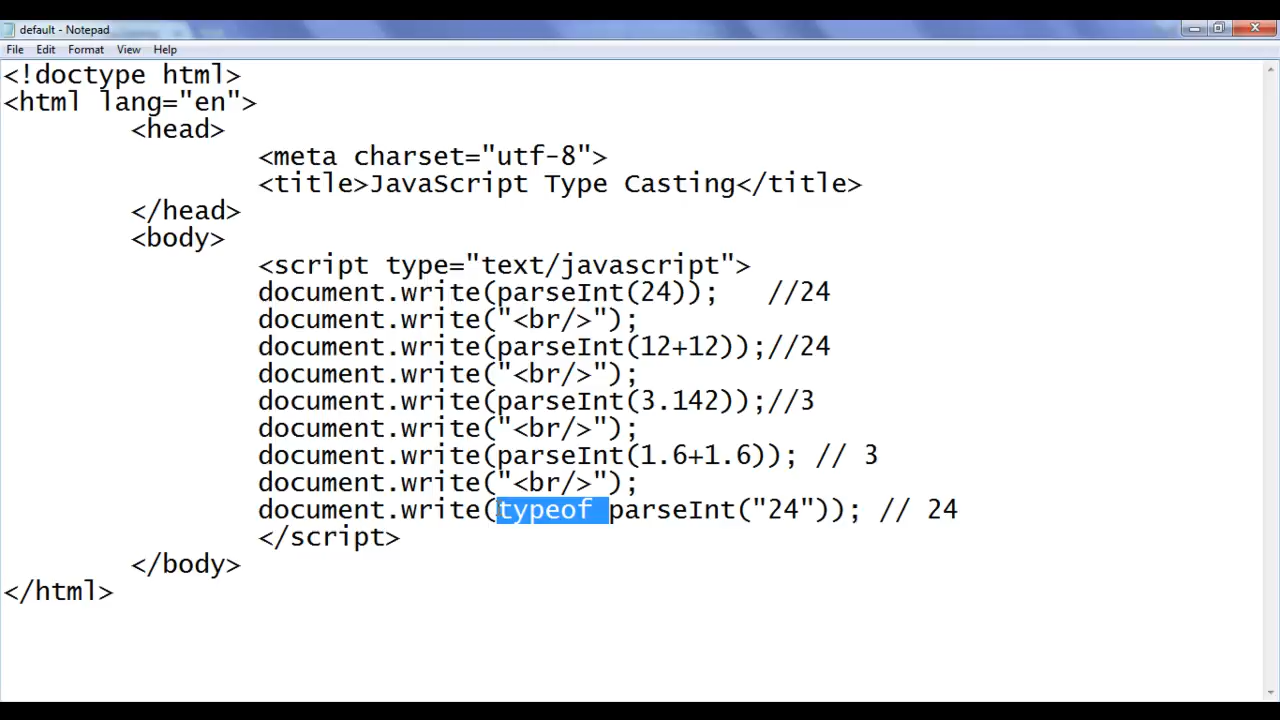 default - Notepad
File Edit Format View Help
<!doctype html>
<html lang="en">
<head>
<meta charset="utf-8">
<title>JavaScript Type Casting</title>
</head>
<body>
<script type="text/javascript">
document.write(parseInt(24)); //24
document.write("<br/>");
document.write(parseInt(12+12));//24
document.write("<br/>");
document.write(parseInt(3.142));//3
document.write("<br/>");
document.write(parseInt(1.6+1.6)); // 3
document.write("<br/>");
document.write(typeof parseInt("24")); // 24
</script>
</body>
</html>